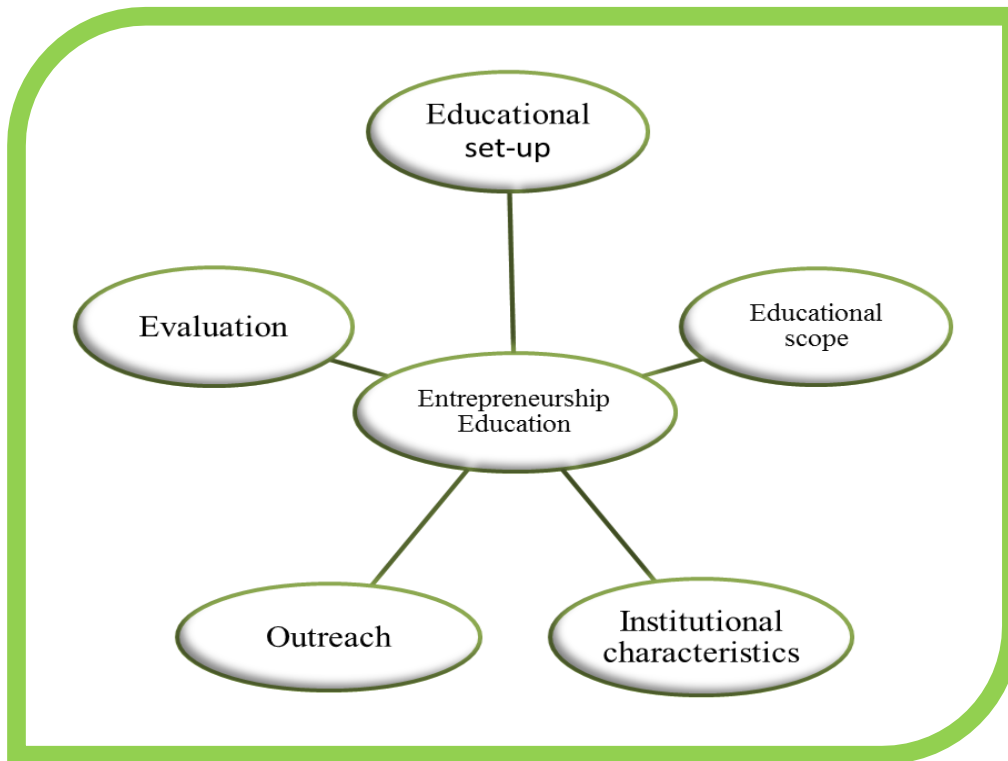 Educational
set-up
Evaluation
Educational
scope
Entrepreneurship
Education
Outreach
Institutional
characteristics